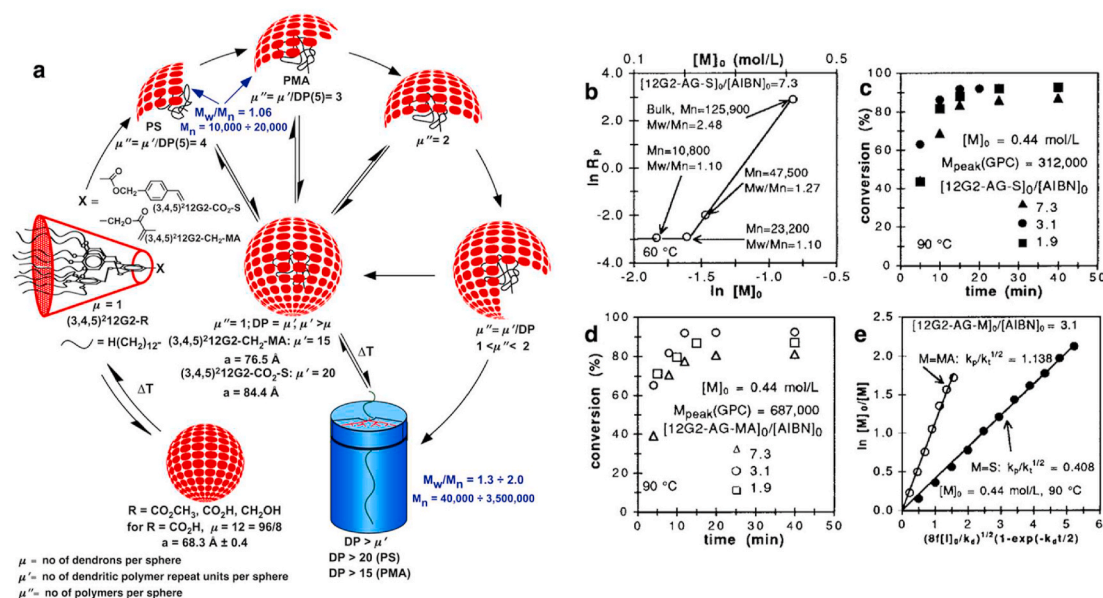 a
PMA
μ''= μ'/DP(5)= 3
PS
μ''= μ'/DP(5)= 4
Mw/Mn = 1.06
Mn = 10,000 ÷ 20,000
μ''= 2
X =
(3,4,5)²12G2-CO₂-S
(3,4,5)²12G2-CH₂-MA
X
μ = 1
(3,4,5)²12G2-R
= H(CH₂)₁₂-
ΔT
μ''= 1; DP = μ', μ' >μ
(3,4,5)²12G2-CH₂-MA: μ' = 15
a = 76.5 Å
(3,4,5)²12G2-CO₂-S: μ' = 20
a = 84.4 Å
ΔT
μ''= μ'/DP
1 <μ''< 2
Mw/Mn = 1.3 ÷ 2.0
Mn = 40,000 ÷ 3,500,000
DP > μ'
DP > 20 (PS)
DP > 15 (PMA)
R = CO₂CH₃, CO₂H, CH₂OH
for R = CO₂H, μ = 12 = 96/8
a = 68.3 Å ± 0.4
μ = no of dendrons per sphere
μ'= no of dendritic polymer repeat units per sphere
μ''= no of polymers per sphere
b
[M]₀ (mol/L)
0.1 0.5
[12G2-AG-S]₀/[AIBN]₀=7.3
Bulk, Mn=125,900
Mw/Mn=2.48
Mn=10,800
Mw/Mn=1.10
Mn=47,500
Mw/Mn=1.27
Mn=23,200
Mw/Mn=1.10
60 °C
ln Rₚ
4.0
2.0
0.0
-2.0
-4.0
-2.0 -1.5 -1.0 -0.5
ln [M]₀
c
conversion (%)
100
80
60
40
20
0
[M]₀ = 0.44 mol/L
Mpeak(GPC) = 312,000
[12G2-AG-S]₀/[AIBN]₀
▲ 7.3
● 3.1
■ 1.9
90 °C
0 10 20 30 40 50
time (min)
d
conversion (%)
100
80
60
40
20
0
[M]₀ = 0.44 mol/L
Mpeak(GPC) = 687,000
[12G2-AG-MA]₀/[AIBN]₀
△ 7.3
○ 3.1
□ 1.9
90 °C
0 10 20 30 40 50
time (min)
e
[12G2-AG-M]₀/[AIBN]₀ = 3.1
M=MA: kₚ/kₜ¹/² = 1.138
M=S: kₚ/kₜ¹/² = 0.408
[M]₀ = 0.44 mol/L, 90 °C
ln [M]₀/[M]
2.5
2.0
1.5
1.0
0.5
0.0
0 1 2 3 4 5 6
(8f[I]₀/k_d)¹/²(1-exp(-k_dt/2)